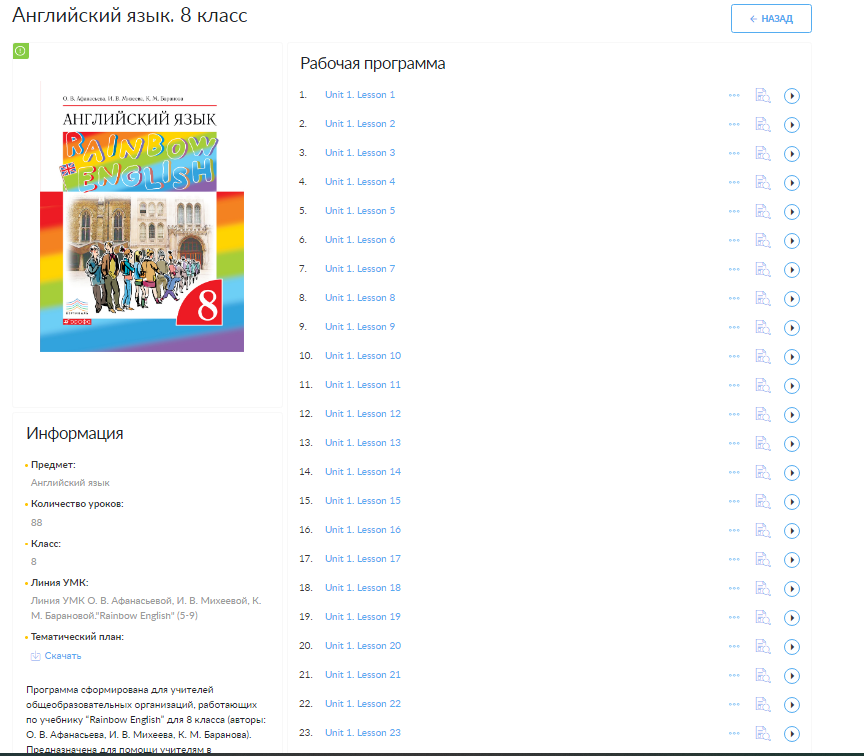 Английский язык. 8 класс
← НАЗАД
О. В. Афанасьева, И. В. Михеева, К. М. Баранова
АНГЛИЙСКИЙ ЯЗЫК
RAINBOW
ENGLISH
8
ВЕРТИКАЛЬ
дрофа
Информация
Предмет:
Английский язык
Количество уроков:
88
Класс:
8
Линия УМК:
Линия УМК О. В. Афанасьевой, И. В. Михеевой, К.
М. Барановой."Rainbow English" (5-9)
Тематический план:
Скачать
Программа сформирована для учителей
общеобразовательных организаций, работающих
по учебнику "Rainbow English" для 8 класса (авторы:
О. В. Афанасьева, И. В. Михеева, К. М. Баранова).
Предназначена для помощи учителям в
Рабочая программа
1. Unit 1. Lesson 1
2. Unit 1. Lesson 2
3. Unit 1. Lesson 3
4. Unit 1. Lesson 4
5. Unit 1. Lesson 5
6. Unit 1. Lesson 6
7. Unit 1. Lesson 7
8. Unit 1. Lesson 8
9. Unit 1. Lesson 9
10. Unit 1. Lesson 10
11. Unit 1. Lesson 11
12. Unit 1. Lesson 12
13. Unit 1. Lesson 13
14. Unit 1. Lesson 14
15. Unit 1. Lesson 15
16. Unit 1. Lesson 16
17. Unit 1. Lesson 17
18. Unit 1. Lesson 18
19. Unit 1. Lesson 19
20. Unit 1. Lesson 20
21. Unit 1. Lesson 21
22. Unit 1. Lesson 22
23. Unit 1. Lesson 23